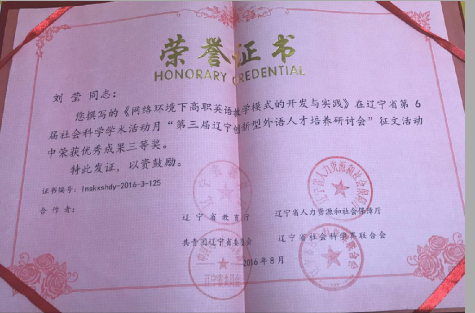 荣誉证书
HONORARY CREDENTIAL
刘 莹 同志：
您撰写的《网络环境下高职英语教学模式的开发与实践》在辽宁省第 6
届社会科学学术活动月“第三届辽宁创新型外语人才培养研讨会”征文活动
中荣获优秀成果三等奖。
特此发证，以资鼓励。
证书编号：lnskxshdy-2016-3-125
合 作 者：
辽 宁 省 教 育 厅 辽宁省人力资源和社会保障厅
共青团辽宁省委员会 辽宁省社会科学界联合会
2016 年 8 月